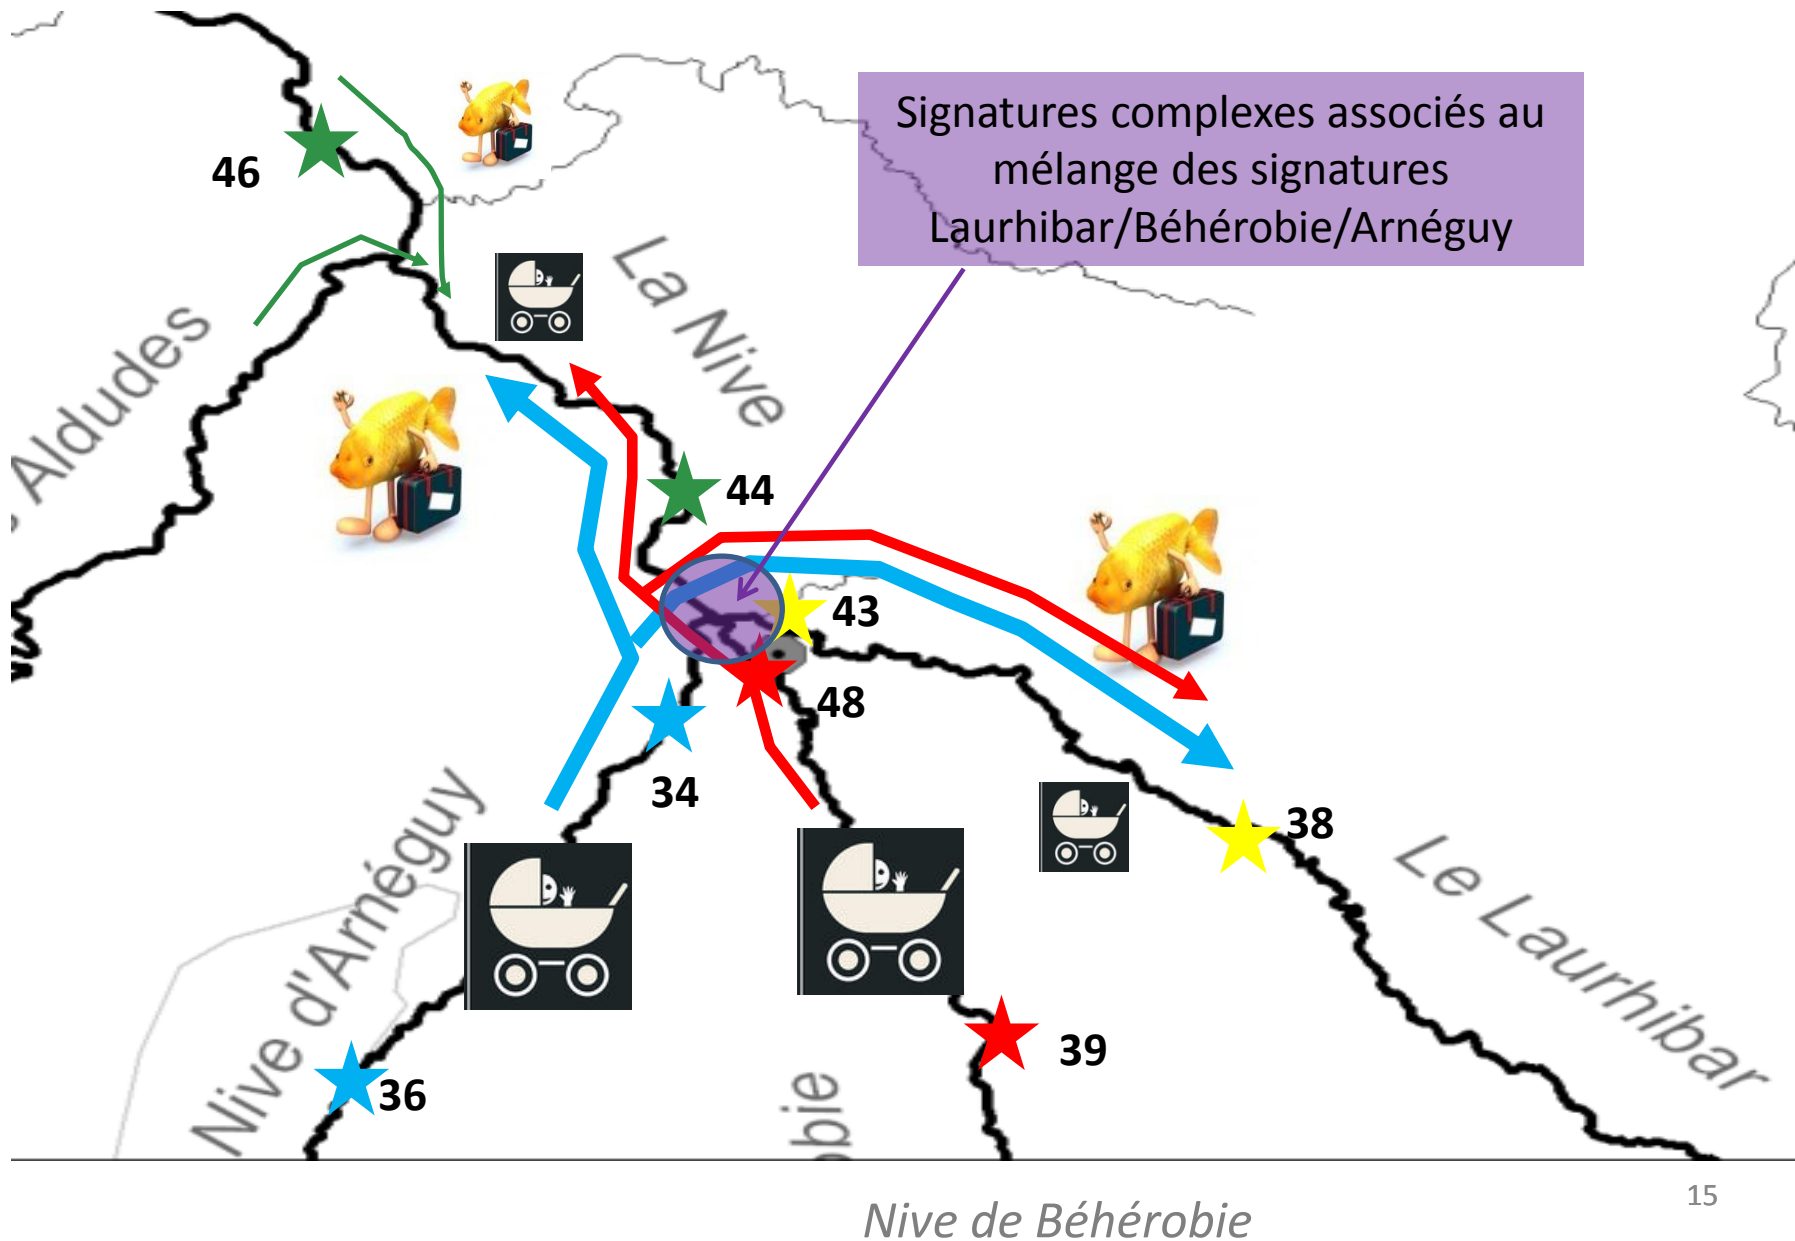 Signatures complexes associés au
mélange des signatures
Laurhibar/Béhérobie/Arnéguy
46
La Nive
Aldudes
44
43
48
34
38
Le Laurhibar
Nive d'Arnéguy
39
36
obie
15
Nive de Béhérobie